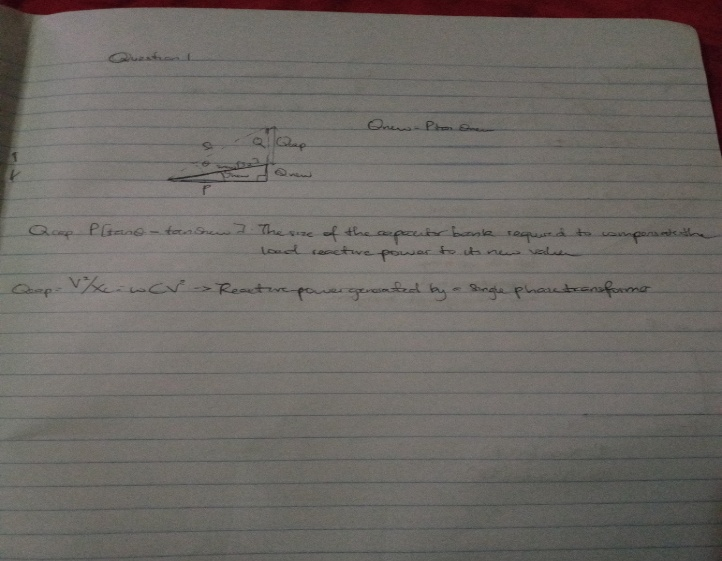 Question 1
Qnew = P tan θnew
S
Q
Qcap
θ
θnew
Qnew
P
Qcap P[tanθ - tanθnew] The size of the capacitor bank required to compensate the
load reactive power to its new value
Qcap = V²/Xc = ωCV² → Reactive power generated by a single phase transformer